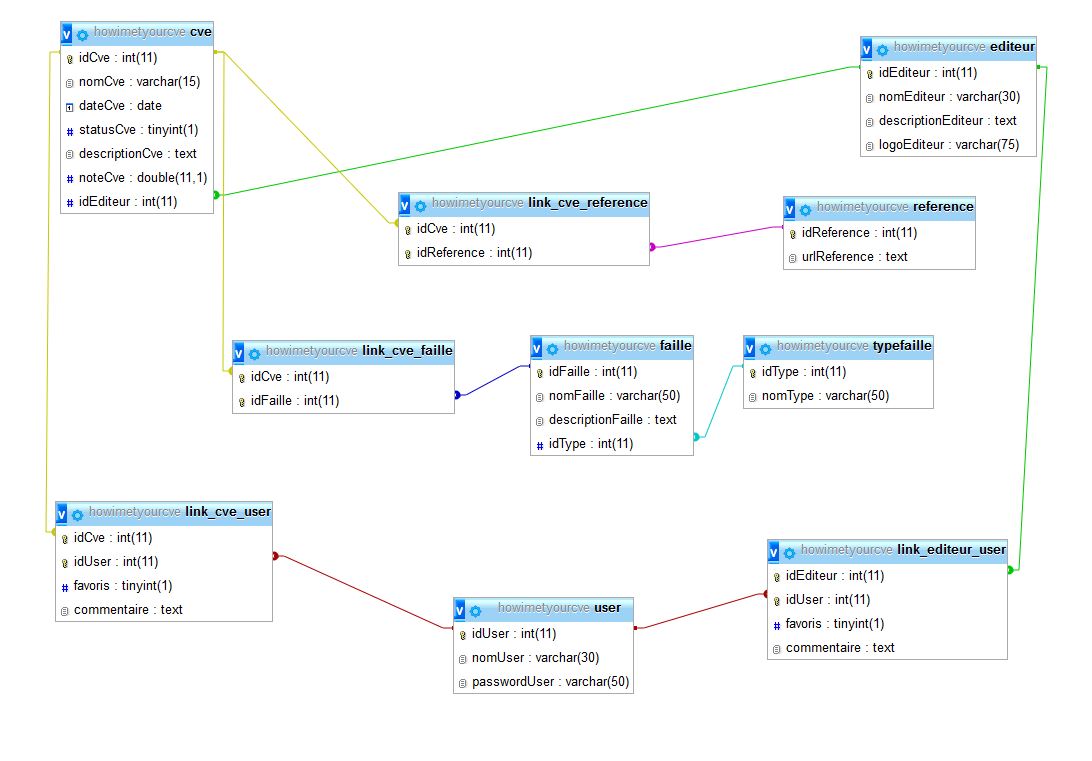 howimetyourcve cve
idCve : int(11)
nomCve : varchar(15)
dateCve : date
statusCve : tinyint(1)
descriptionCve : text
noteCve : double(11,1)
idEditeur : int(11)
howimetyourcve editeur
idEditeur : int(11)
nomEditeur : varchar(30)
descriptionEditeur : text
logoEditeur : varchar(75)
howimetyourcve link_cve_reference
idCve : int(11)
idReference : int(11)
howimetyourcve reference
idReference : int(11)
urlReference : text
howimetyourcve link_cve_faille
idCve : int(11)
idFaille : int(11)
howimetyourcve faille
idFaille : int(11)
nomFaille : varchar(50)
descriptionFaille : text
idType : int(11)
howimetyourcve typefaille
idType : int(11)
nomType : varchar(50)
howimetyourcve link_cve_user
idCve : int(11)
idUser : int(11)
favoris : tinyint(1)
commentaire : text
howimetyourcve user
idUser : int(11)
nomUser : varchar(30)
passwordUser : varchar(50)
howimetyourcve link_editeur_user
idEditeur : int(11)
idUser : int(11)
favoris : tinyint(1)
commentaire : text